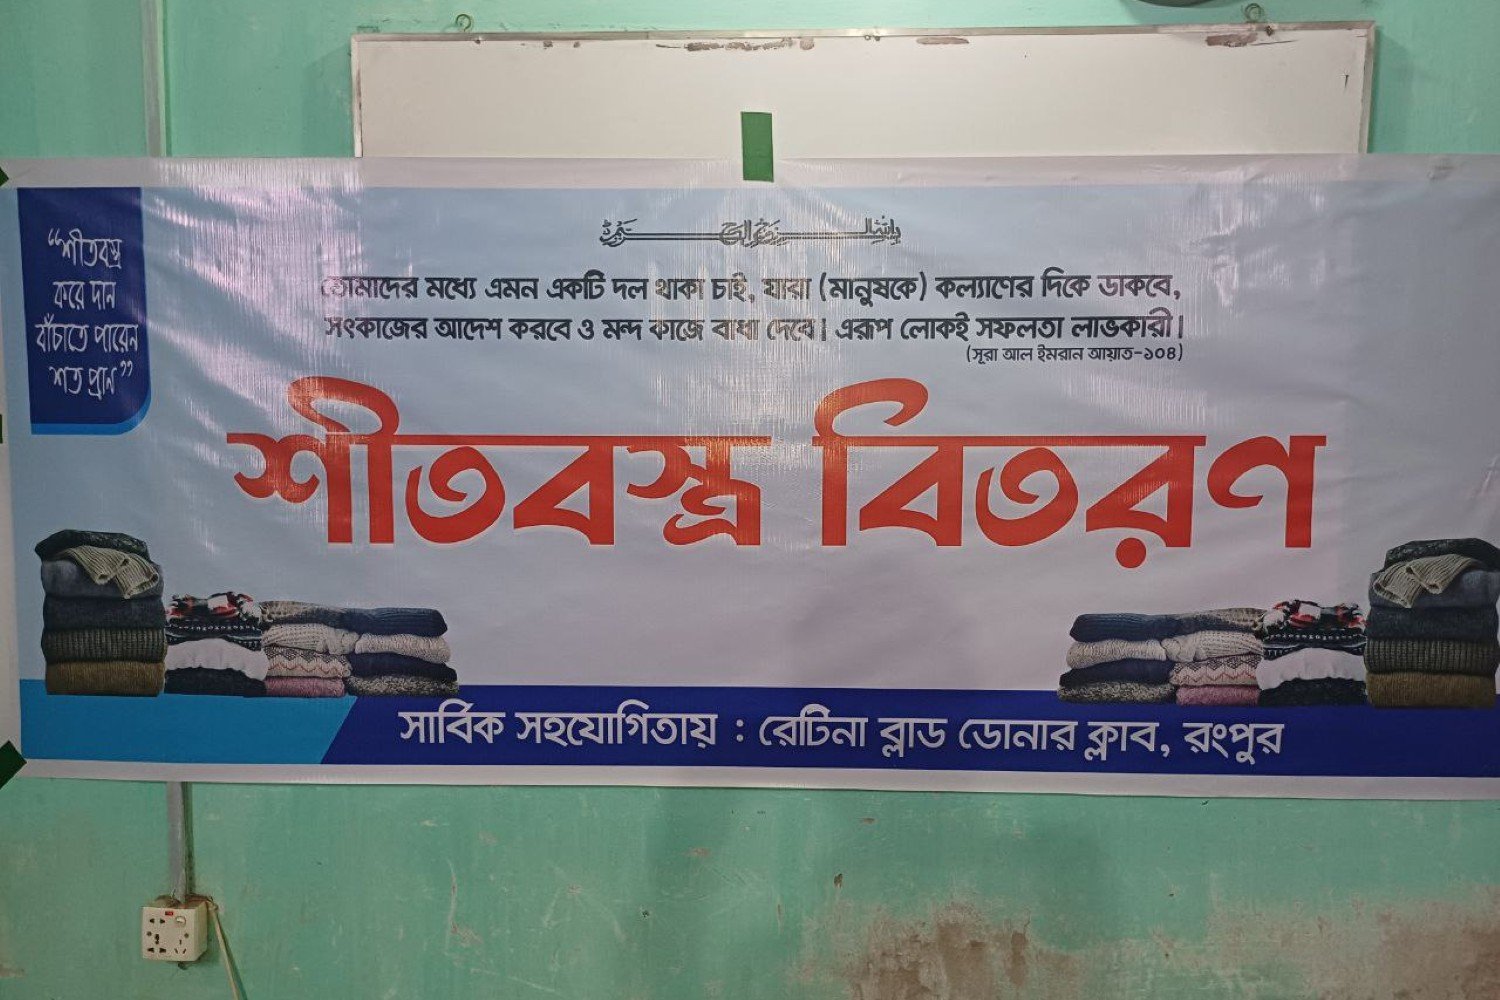 “শীতবস্ত্র
করে দান
বাঁচাতে পারেন
শত প্রাণ”
তোমাদের মধ্যে এমন একটি দল থাকা চাই, যারা (মানুষকে) কল্যাণের দিকে ডাকবে,
সৎকাজের আদেশ করবে ও মন্দ কাজে বাধা দেবে। এরূপ লোকই সফলতা লাভকারী।
(সূরা আল ইমরান আয়াত-১০৪)
শীতবস্ত্র বিতরণ
সার্বিক সহযোগিতায় : রেটিনা ব্লাড ডোনার ক্লাব, রংপুর